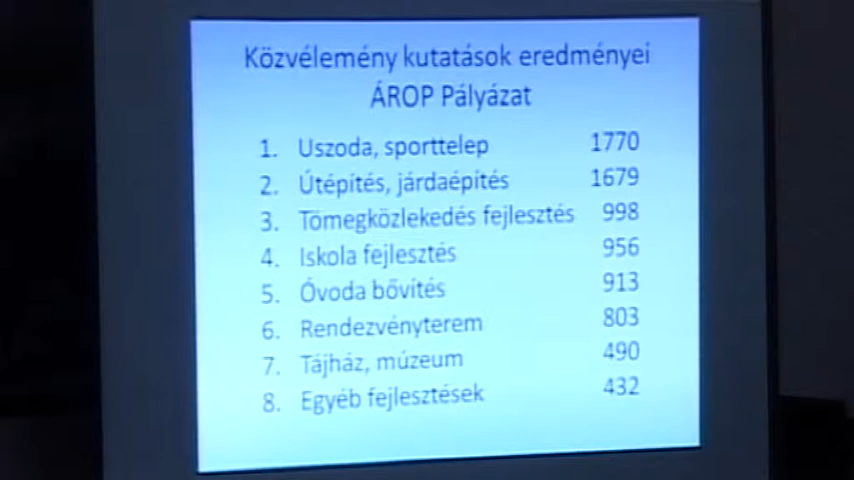 Közvélemény kutatások eredményei
ÁROP Pályázat
1. Uszoda, sporttelep 1770
2. Útépítés, járdaépítés 1679
3. Tömegközlekedés fejlesztés 998
4. Iskola fejlesztés 956
5. Óvoda bővítés 913
6. Rendezvényterem 803
7. Tájház, múzeum 490
8. Egyéb fejlesztések 432